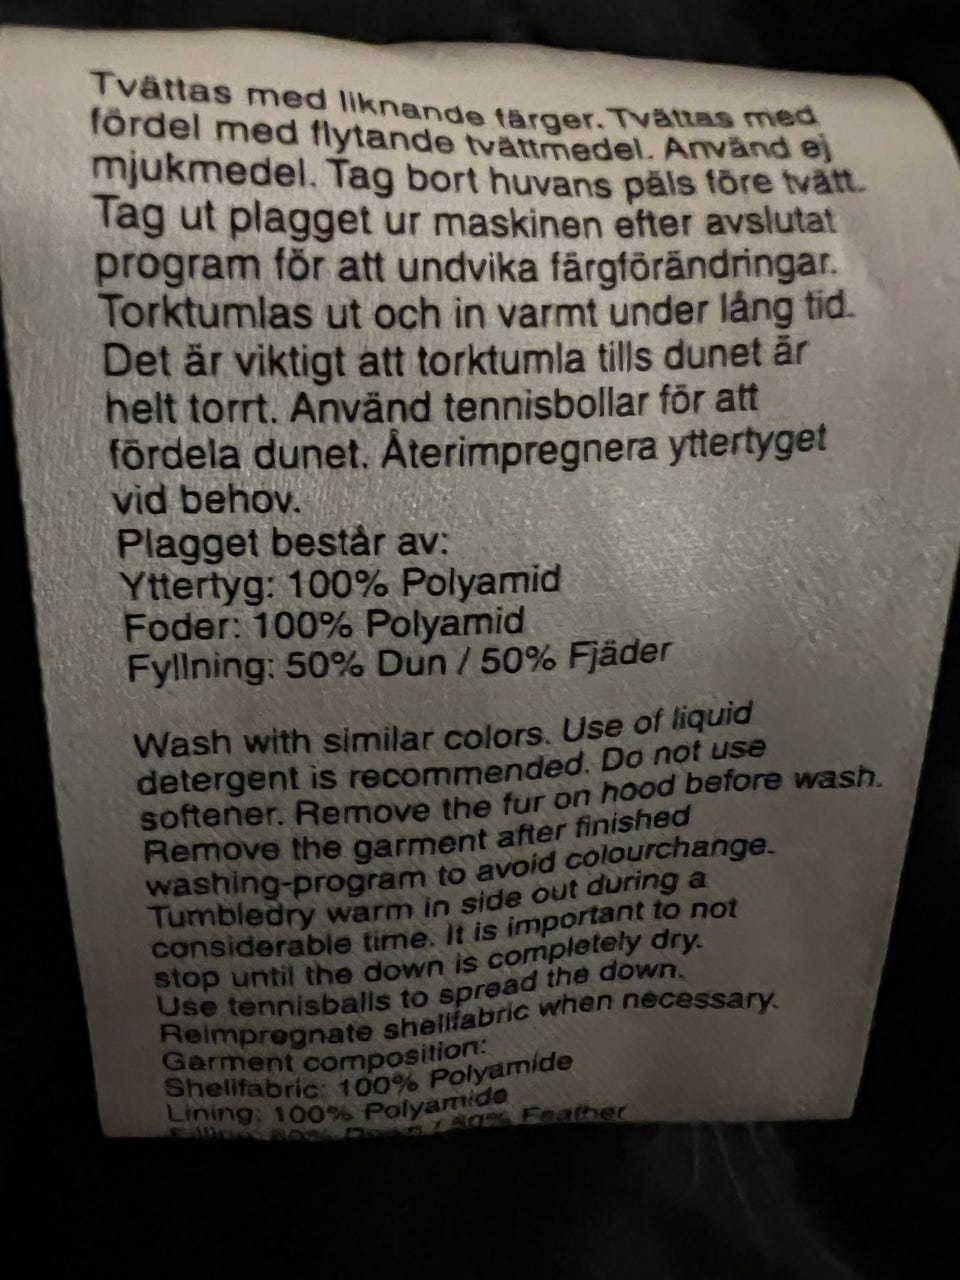 Tvättas med liknande färger. Tvättas med
fördel med flytande tvättmedel. Använd ej
mjukmedel. Tag bort huvans päls före tvätt.
Tag ut plagget ur maskinen efter avslutat
program för att undvika färgförändringar.
Torktumlas ut och in varmt under lång tid.
Det är viktigt att torktumla tills dunet är
helt torrt. Använd tennisbollar för att
fördela dunet. Återimpregnera yttertyget
vid behov.
Plagget består av:
Yttertyg: 100% Polyamid
Foder: 100% Polyamid
Fyllning: 50% Dun / 50% Fjäder
Wash with similar colors. Use of liquid
detergent is recommended. Do not use
softener. Remove the fur on hood before wash.
Remove the garment after finished
washing-program to avoid colourchange.
Tumbledry warm in side out during a
considerable time. It is important to not
stop until the down is completely dry.
Use tennisballs to spread the down.
Reimpregnate shellfabric when necessary.
Garment composition:
Shellfabric: 100% Polyamide
Lining: 100% Polyamide
Filling: 50% Down / 50% Feather